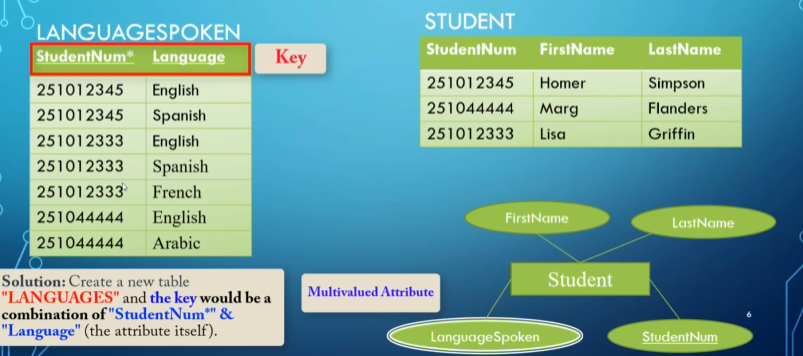 LANGUAGESPOKEN
StudentNum* Language
Key
251012345 English
251012345 Spanish
251012333 English
251012333 Spanish
251012333 French
251044444 English
251044444 Arabic
Solution: Create a new table
"LANGUAGES" and the key would be a
combination of "StudentNum*" &
"Language" (the attribute itself).
STUDENT
StudentNum FirstName LastName
251012345 Homer Simpson
251044444 Marg Flanders
251012333 Lisa Griffin
FirstName
LastName
Student
Multivalued Attribute
LanguageSpoken
StudentNum
6